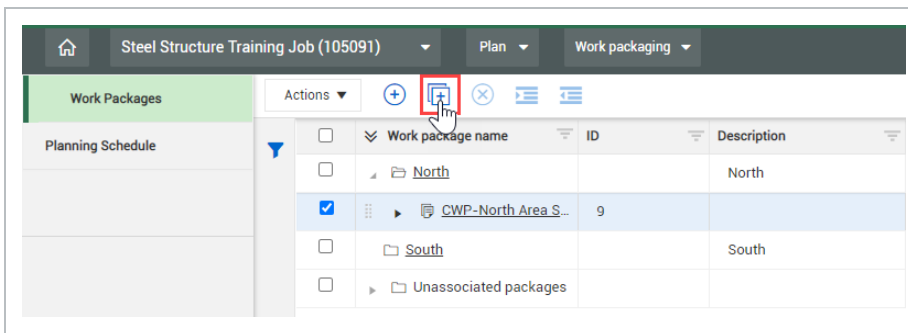 Steel Structure Training Job (105091) Plan Work packaging
Work Packages Actions
Planning Schedule Work package name ID Description
North North
CWP-North Area S... 9
South South
Unassociated packages